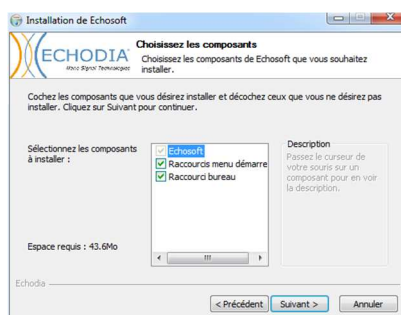 Installation de Echosoft
ECHODIA
Choisissez les composants
Choisissez les composants de Echosoft que vous souhaitez
installer.
Cochez les composants que vous désirez installer et décochez ceux que vous ne désirez pas
installer. Cliquez sur Suivant pour continuer.
Sélectionnez les composants
à installer :
Echosoft
Raccourcis menu démarre
Raccourci bureau
Description
Passez le curseur de
votre souris sur un
composant pour en voir
la description.
Espace requis : 43.6Mo
Echodia
< Précédent
Suivant >
Annuler